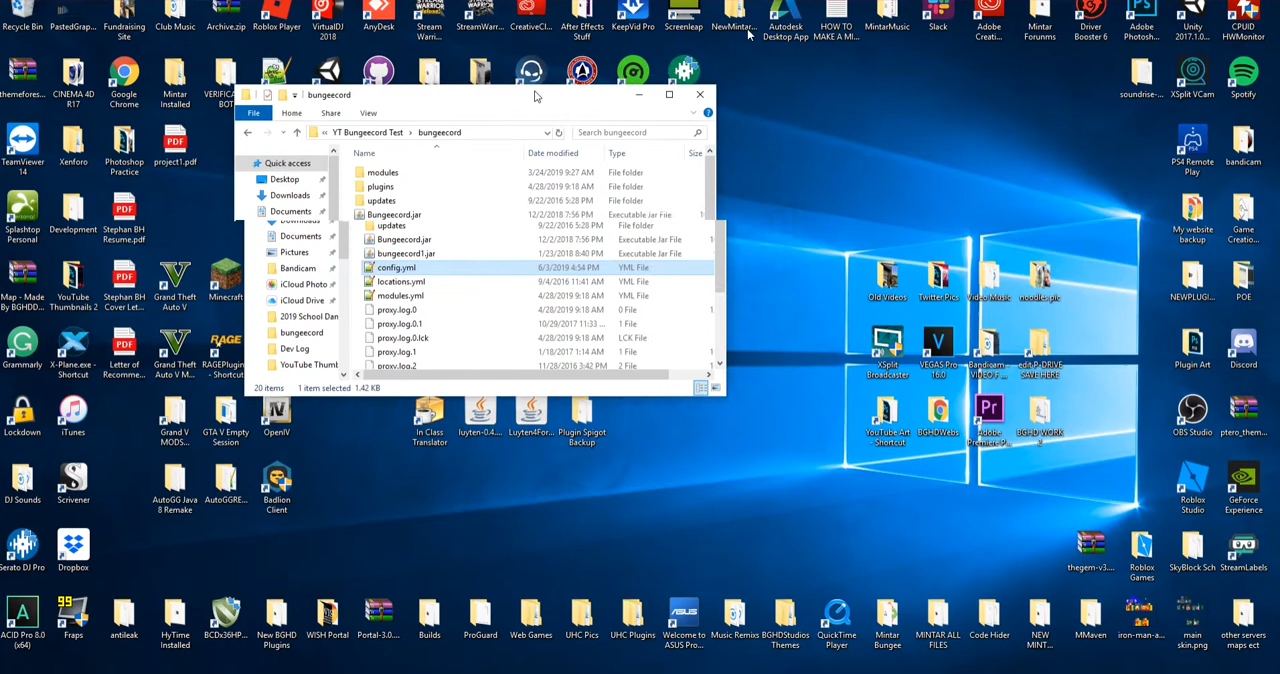 Recycle Bin PastedGrap... Fundraising Site Club Music Archive.zip Roblox Player VirtualDJ 2018 AnyDesk Stream Warri... StreamWar... CreativeCl... After Effects Stuff KeepVid Pro Screenleap NewMintar... Autodesk Desktop App HOW TO MAKE A MI... MintarMusic Slack Adobe Creati... Mintar Forunms Driver Booster 6 Adobe Photosh... Unity 2017.1.0... CPUID HWMonitor
themefores... CINEMA 4D R17 Google Chrome Mintar Installed VERIFICA BOT soundrise-... XSplit VCam Spotify
bungeecord
File Home Share View
YT Bungeecord Test bungeecord Search bungeecord
Name Date modified Type Size
Quick access
Desktop
Downloads
Documents
modules 3/24/2019 9:27 AM File folder
plugins 4/28/2019 9:18 AM File folder
updates 9/22/2016 5:28 PM File folder
Bungeecord.jar 12/2/2018 7:56 PM Executable Jar File
updates 9/22/2016 5:28 PM File folder
Documents Bungeecord.jar 12/2/2018 7:56 PM Executable Jar File
Pictures bungeecord1.jar 1/23/2018 8:40 PM Executable Jar File
Bandicam config.yml 6/3/2019 4:54 PM YML File
iCloud Photo locations.yml 9/4/2016 11:41 AM YML File
iCloud Drive modules.yml 4/28/2019 9:18 AM YML File
2019 School Dan proxy.log.0 4/28/2019 9:18 AM 0 File
bungeecord proxy.log.0.1 10/29/2017 11:33 ... 1 File
Dev Log proxy.log.0.lck 4/28/2019 9:18 AM LCK File
YouTube Thumb proxy.log.1 1/18/2017 1:14 AM 1 File
proxy.log.2 11/28/2016 3:42 PM 2 File
20 items 1 item selected 1.42 KB
TeamViewer 14 Xenforo Photoshop Practice project1.pdf PS4 Remote Play bandicam
Splashtop Personal Development Stephan BH Resume.pdf My website backup Game Creatio...
Map - Made By BGHDD... YouTube Thumbnails 2 Stephan BH Cover Let... Grand Theft Auto V Minecraft Old Videos Twitter Pics Video Music noodles pic NEWPLUGI... POE
Grammarly X-Plane.exe - Shortcut Letter of Recomme... Grand Theft Auto V RAGEPlugin - Shortcut XSplit Broadcaster VEGAS Pro 16.0 Bandicam - VIDEO F... edit P-DRIVE SAVE HERE Plugin Art Discord
Lockdown iTunes Grand V MODS... GTA V Empty Session OpenIV In Class Translator luyten-0.4.... Luyten4For... Plugin Spigot Backup YouTube Art - Shortcut BGHDWebs Adobe Premiere P... BGHD WORK 2 OBS Studio ptero_them...
DJ Sounds Scrivener AutoGG Java 8 Remake AutoGGRE... Badlion Client Roblox Studio GeForce Experience
Serato DJ Pro Dropbox thegem-v3.... Roblox Games SkyBlock Sch StreamLabels
99
ACID Pro 8.0 (x64) Fraps antileak HyTime Installed BCDx36HP... New BGHD Plugins WISH Portal Portal-3.0.... Builds ProGuard Web Games UHC Pics UHC Plugins Welcome to ASUS Pro... Music Remixs BGHDStudios Themes QuickTime Player Mintar Bungee MINTAR ALL FILES Code Hider NEW MINT... MMaven iron-man-a... main skin.png other servers maps ect